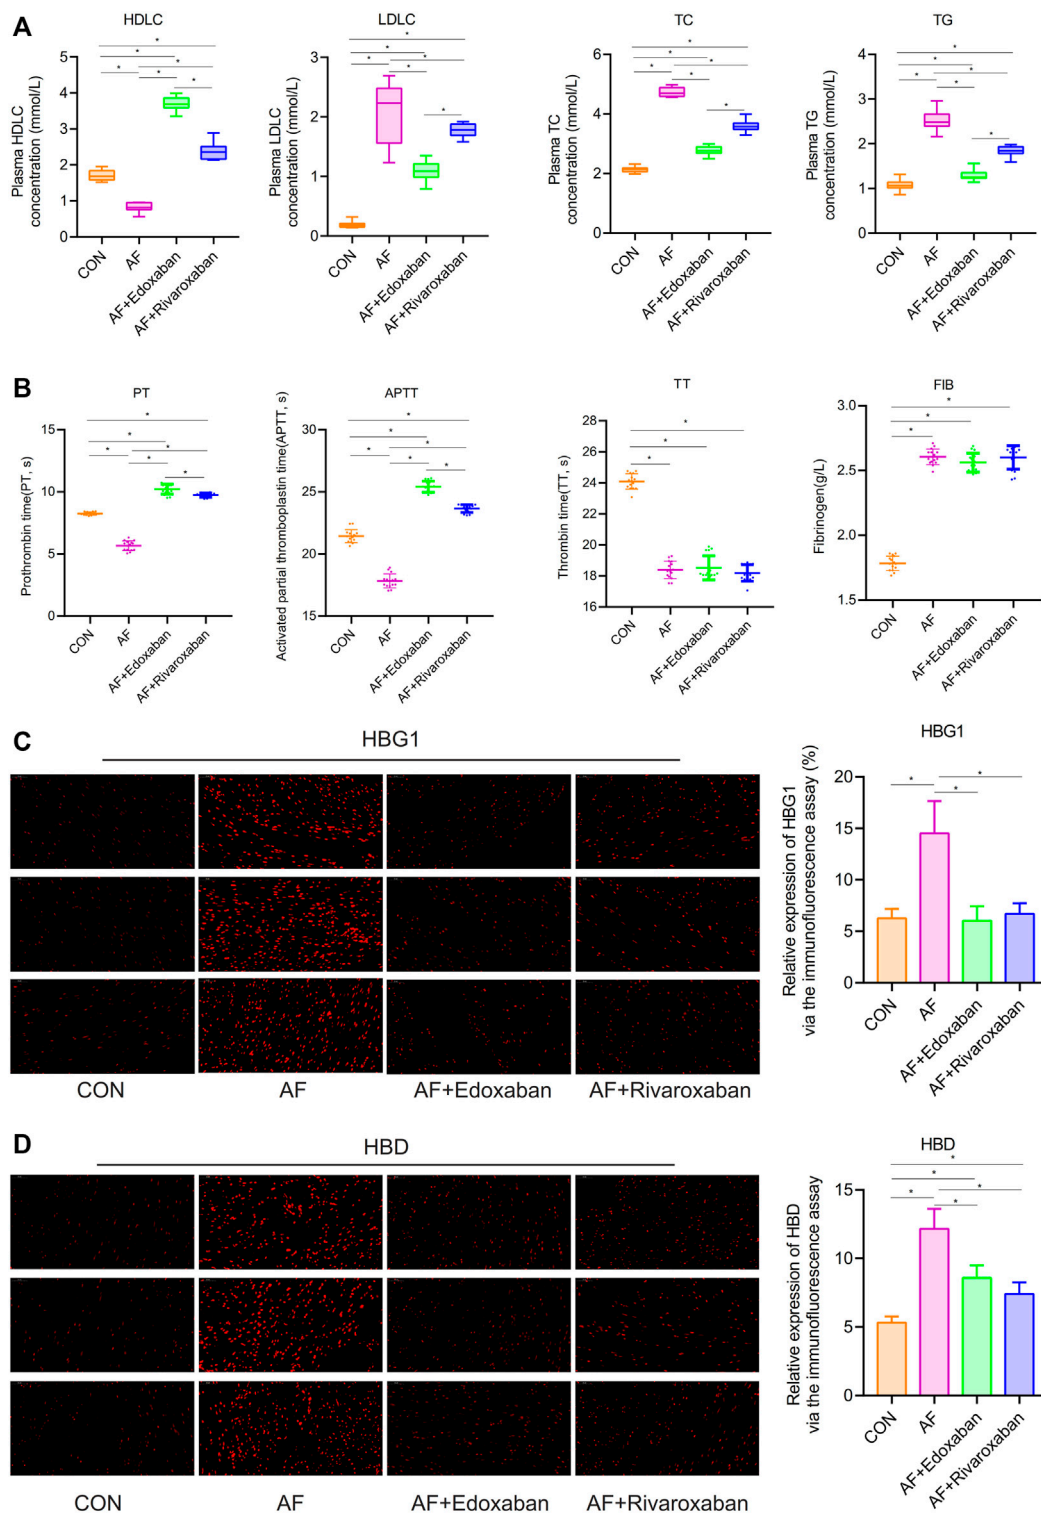 A
HDLC
Plasma HDLC
concentration (mmol/L)
5
4
3
2
1
0
* * * * * *
CON
AF
AF+Edoxaban
AF+Rivaroxaban
LDLC
Plasma LDLC
concentration (mmol/L)
3
2
1
0
* * * * * *
CON
AF
AF+Edoxaban
AF+Rivaroxaban
TC
Plasma TC
concentration (mmol/L)
6
4
2
0
* * * * * *
CON
AF
AF+Edoxaban
AF+Rivaroxaban
TG
Plasma TG
concentration (mmol/L)
4
3
2
1
0
* * * * * *
CON
AF
AF+Edoxaban
AF+Rivaroxaban
B
PT
Prothrombin time(PT, s)
15
10
5
0
* * * * * *
CON
AF
AF+Edoxaban
AF+Rivaroxaban
APTT
Activated partial thromboplastin time(APTT, s)
30
25
20
15
* * * * * *
CON
AF
AF+Edoxaban
AF+Rivaroxaban
TT
Thrombin time(TT, s)
28
26
24
22
20
18
16
* * *
CON
AF
AF+Edoxaban
AF+Rivaroxaban
FIB
Fibrinogen(g/L)
3.0
2.5
2.0
1.5
* * *
CON
AF
AF+Edoxaban
AF+Rivaroxaban
C
HBG1
CON
AF
AF+Edoxaban
AF+Rivaroxaban
HBG1
Relative expression of HBG1
via the immunofluorescence assay (%)
20
15
10
5
0
* * *
CON
AF
AF+Edoxaban
AF+Rivaroxaban
D
HBD
CON
AF
AF+Edoxaban
AF+Rivaroxaban
HBD
Relative expression of HBD
via the immunofluorescence assay
15
10
5
0
* * * * *
CON
AF
AF+Edoxaban
AF+Rivaroxaban